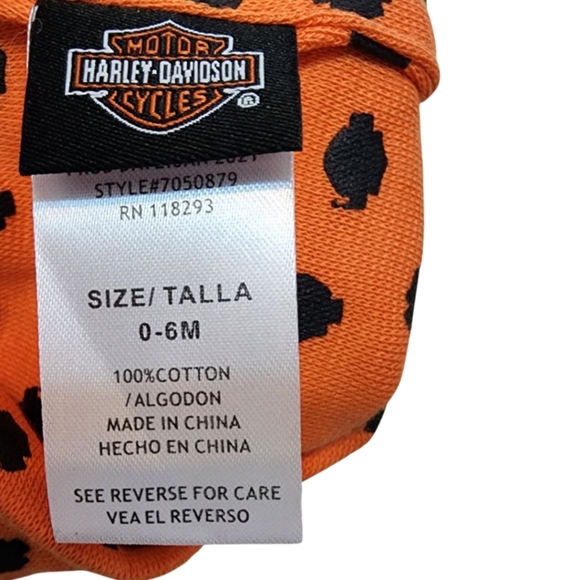 MOTOR
HARLEY-DAVIDSON
CYCLES
®
2021
STYLE#7050879
RN 118293
SIZE/ TALLA
0-6M
100%COTTON
/ALGODON
MADE IN CHINA
HECHO EN CHINA
SEE REVERSE FOR CARE
VEA EL REVERSO